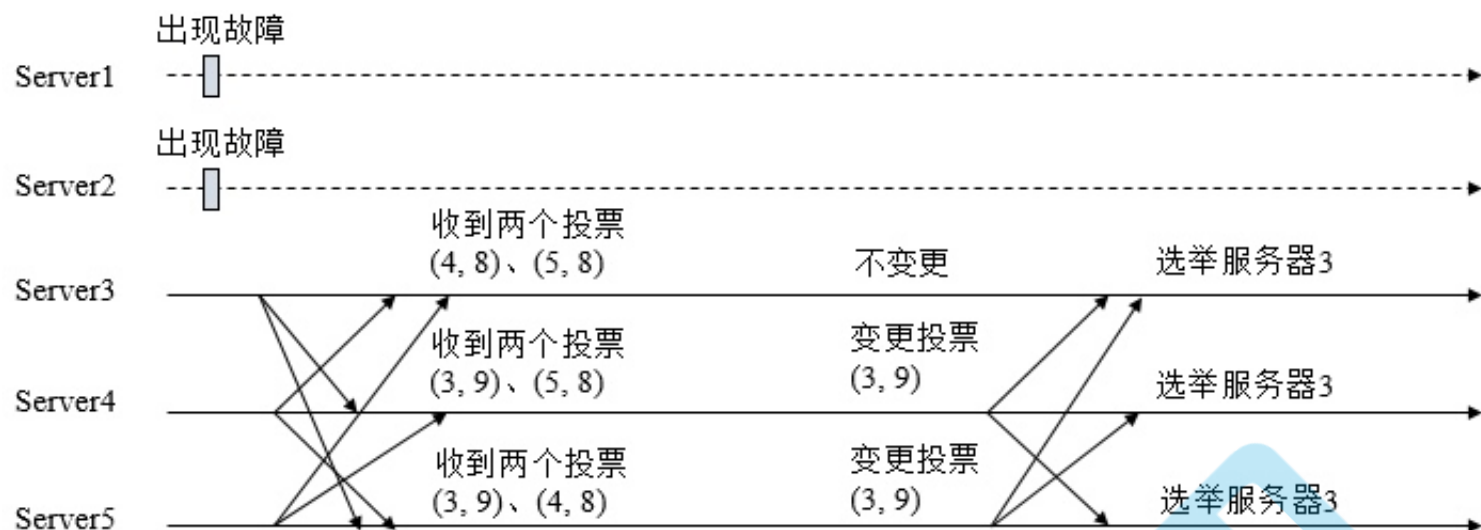 出现故障
Server1
出现故障
Server2
收到两个投票
(4, 8)、(5, 8)
不变更
选举服务器3
Server3
收到两个投票
(3, 9)、(5, 8)
变更投票
(3, 9)
选举服务器3
Server4
收到两个投票
(3, 9)、(4, 8)
变更投票
(3, 9)
选举服务器3
Server5